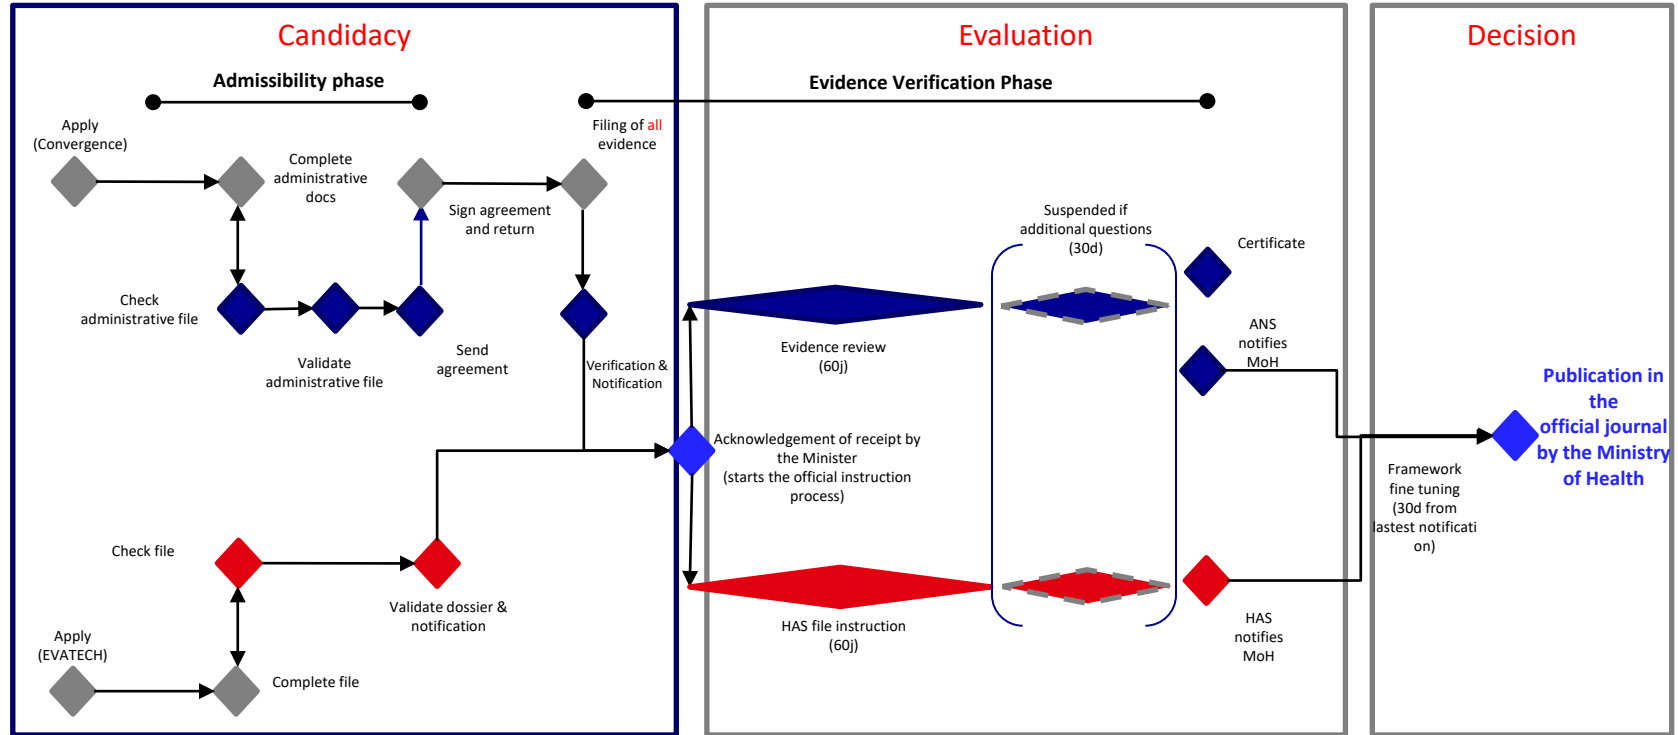 Candidacy
Evaluation
Decision
Admissibility phase
Evidence Verification Phase
Apply
(Convergence)
Complete
administrative
docs
Filing of all
evidence
Sign agreement
and return
Check
administrative file
Validate
administrative file
Send
agreement
Verification &
Notification
Suspended if
additional questions
(30d)
Certificate
Evidence review
(60j)
ANS
notifies
MoH
Acknowledgement of receipt by
the Minister
(starts the official instruction
process)
Publication in
the
official journal
by the Ministry
of Health
Framework
fine tuning
(30d from
lastest notificati
on)
Check file
Validate dossier &
notification
HAS file instruction
(60j)
HAS
notifies
MoH
Apply
(EVATECH)
Complete file